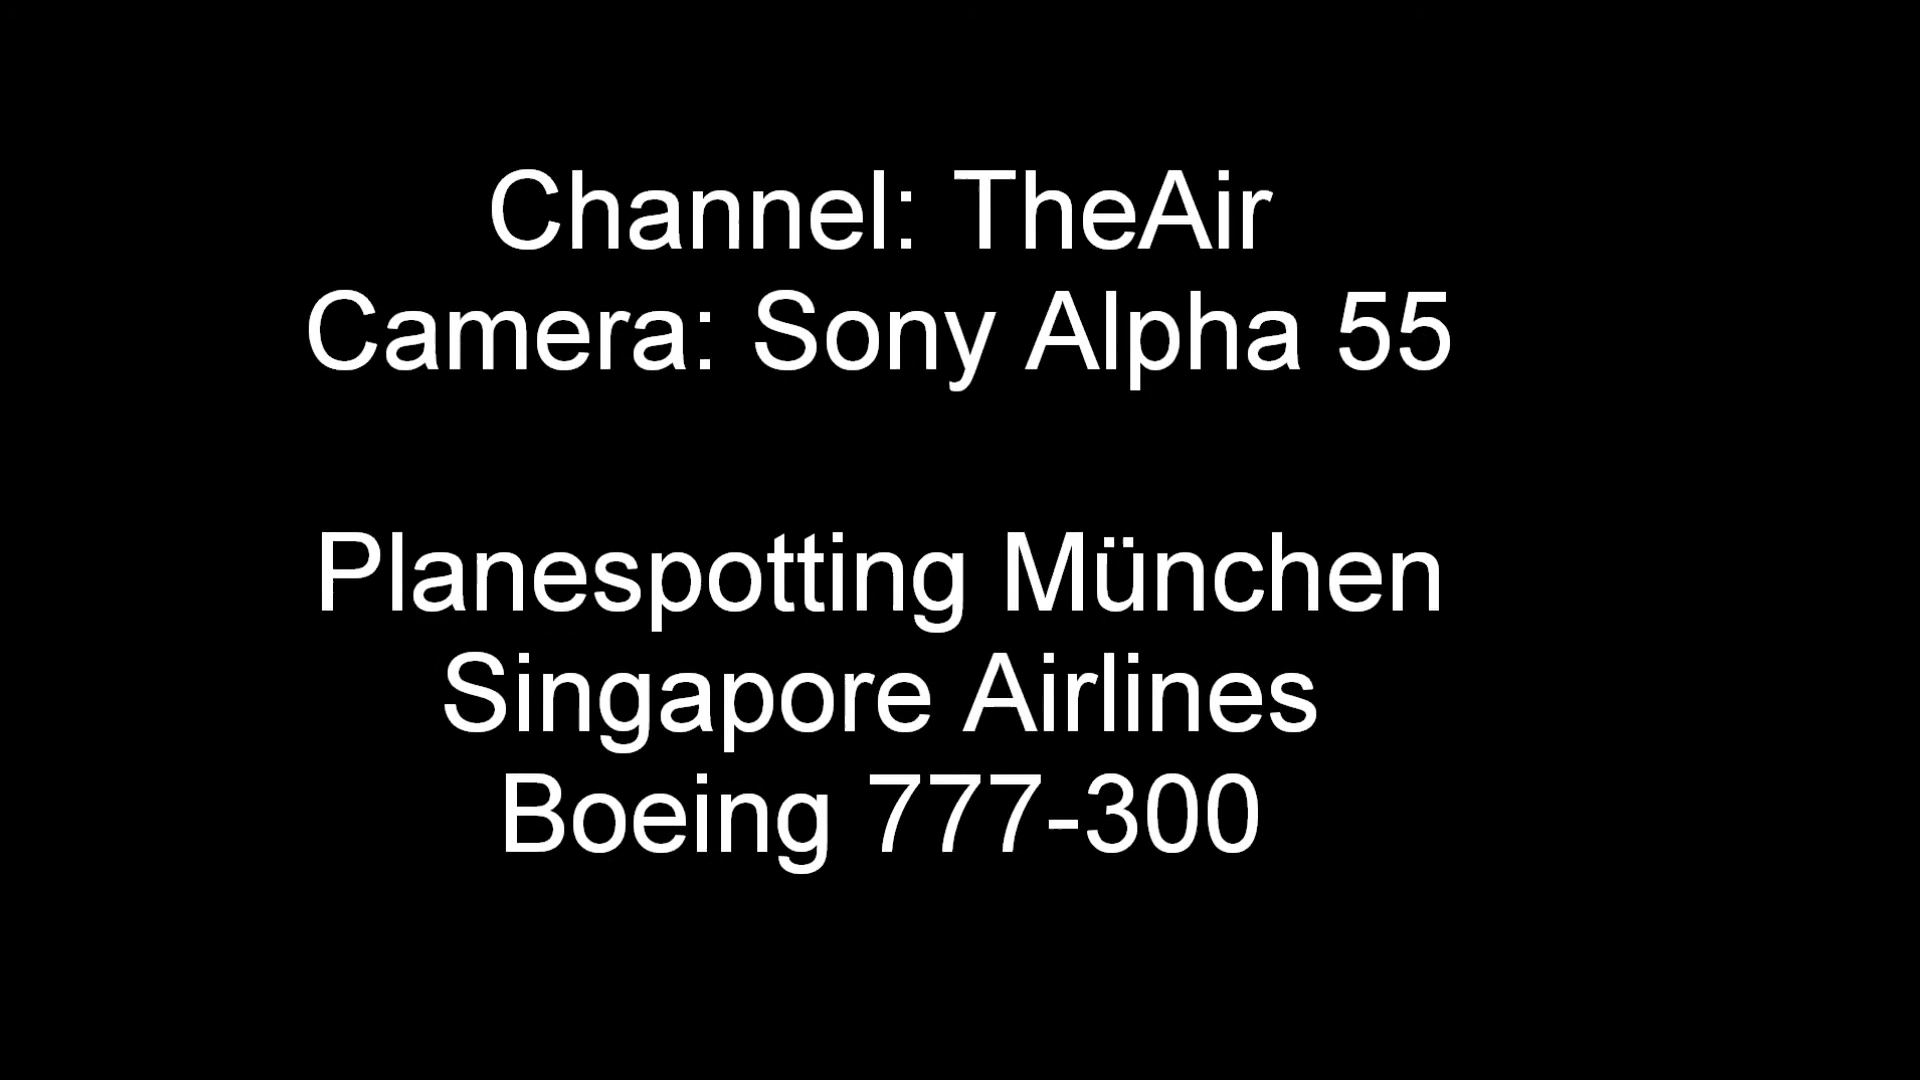 Channel: TheAir
Camera: Sony Alpha 55
Planespotting München
Singapore Airlines
Boeing 777-300